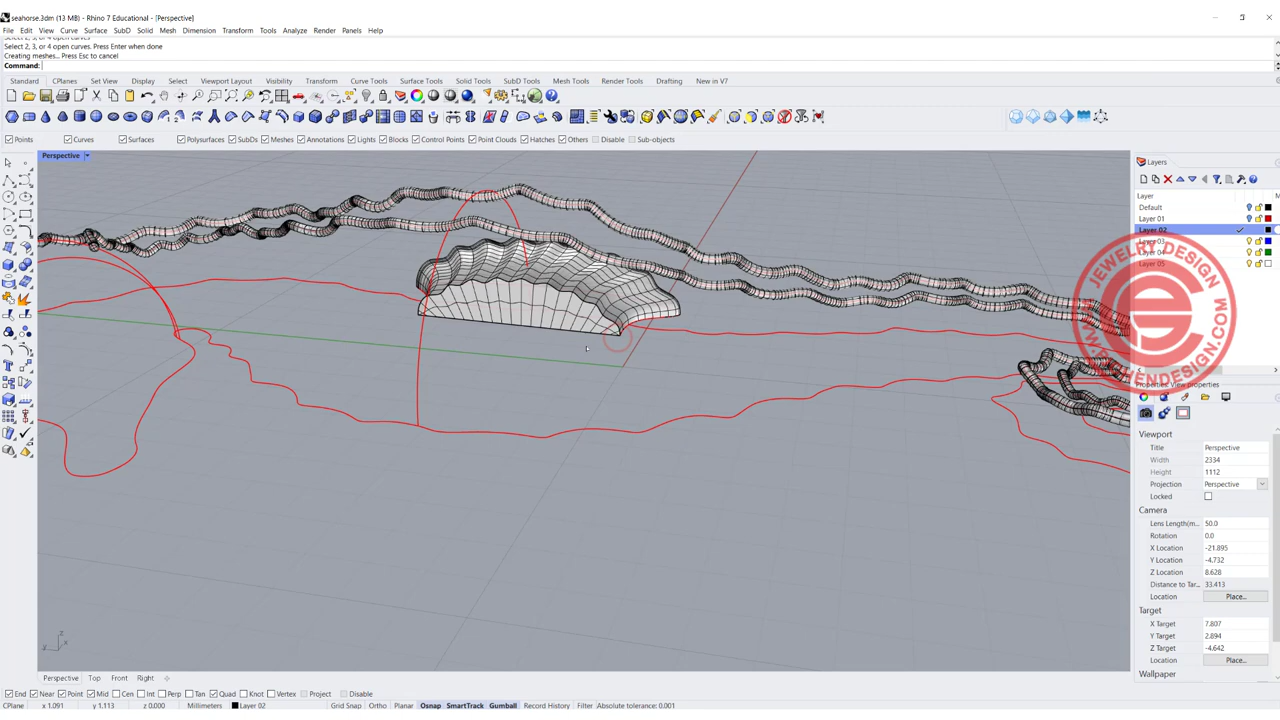 seahorse.3dm (13 MB) - Rhino 7 Educational - [Perspective]
File Edit View Curve Surface SubD Solid Mesh Dimension Transform Tools Analyze Render Panels Help
Select 2, 3, or 4 open curves. Press Enter when done
Creating meshes... Press Esc to cancel
Command:
Standard CPlanes Set View Display Select Viewport Layout Visibility Transform Curve Tools Surface Tools Solid Tools SubD Tools Mesh Tools Render Tools Drafting New in V7
Points Curves Surfaces Polysurfaces SubDs Meshes Annotations Lights Blocks Control Points Point Clouds Hatches Others Disable Sub-objects
Perspective
Layers
Layer
Default
Layer 01
Layer 02
Layer 03
Layer 04
Layer 05
JEWELRY DESIGN
Properties: View properties
Viewport
Title Perspective
Width 2334
Height 1112
Projection Perspective
Locked
Camera
Lens Length(m... 50.0
Rotation 0.0
X Location -21.895
Y Location -4.732
Z Location 8.628
Distance to Tar... 33.413
Location Place...
Target
X Target 7.807
Y Target 2.894
Z Target -4.642
Location Place...
Wallpaper
z
y x
Perspective Top Front Right
End Near Point Mid Cen Int Perp Tan Quad Knot Vertex Project Disable
CPlane x 1.091 y 1.113 z 0.000 Millimeters Layer 02 Grid Snap Ortho Planar Osnap SmartTrack Gumball Record History Filter Absolute tolerance: 0.001